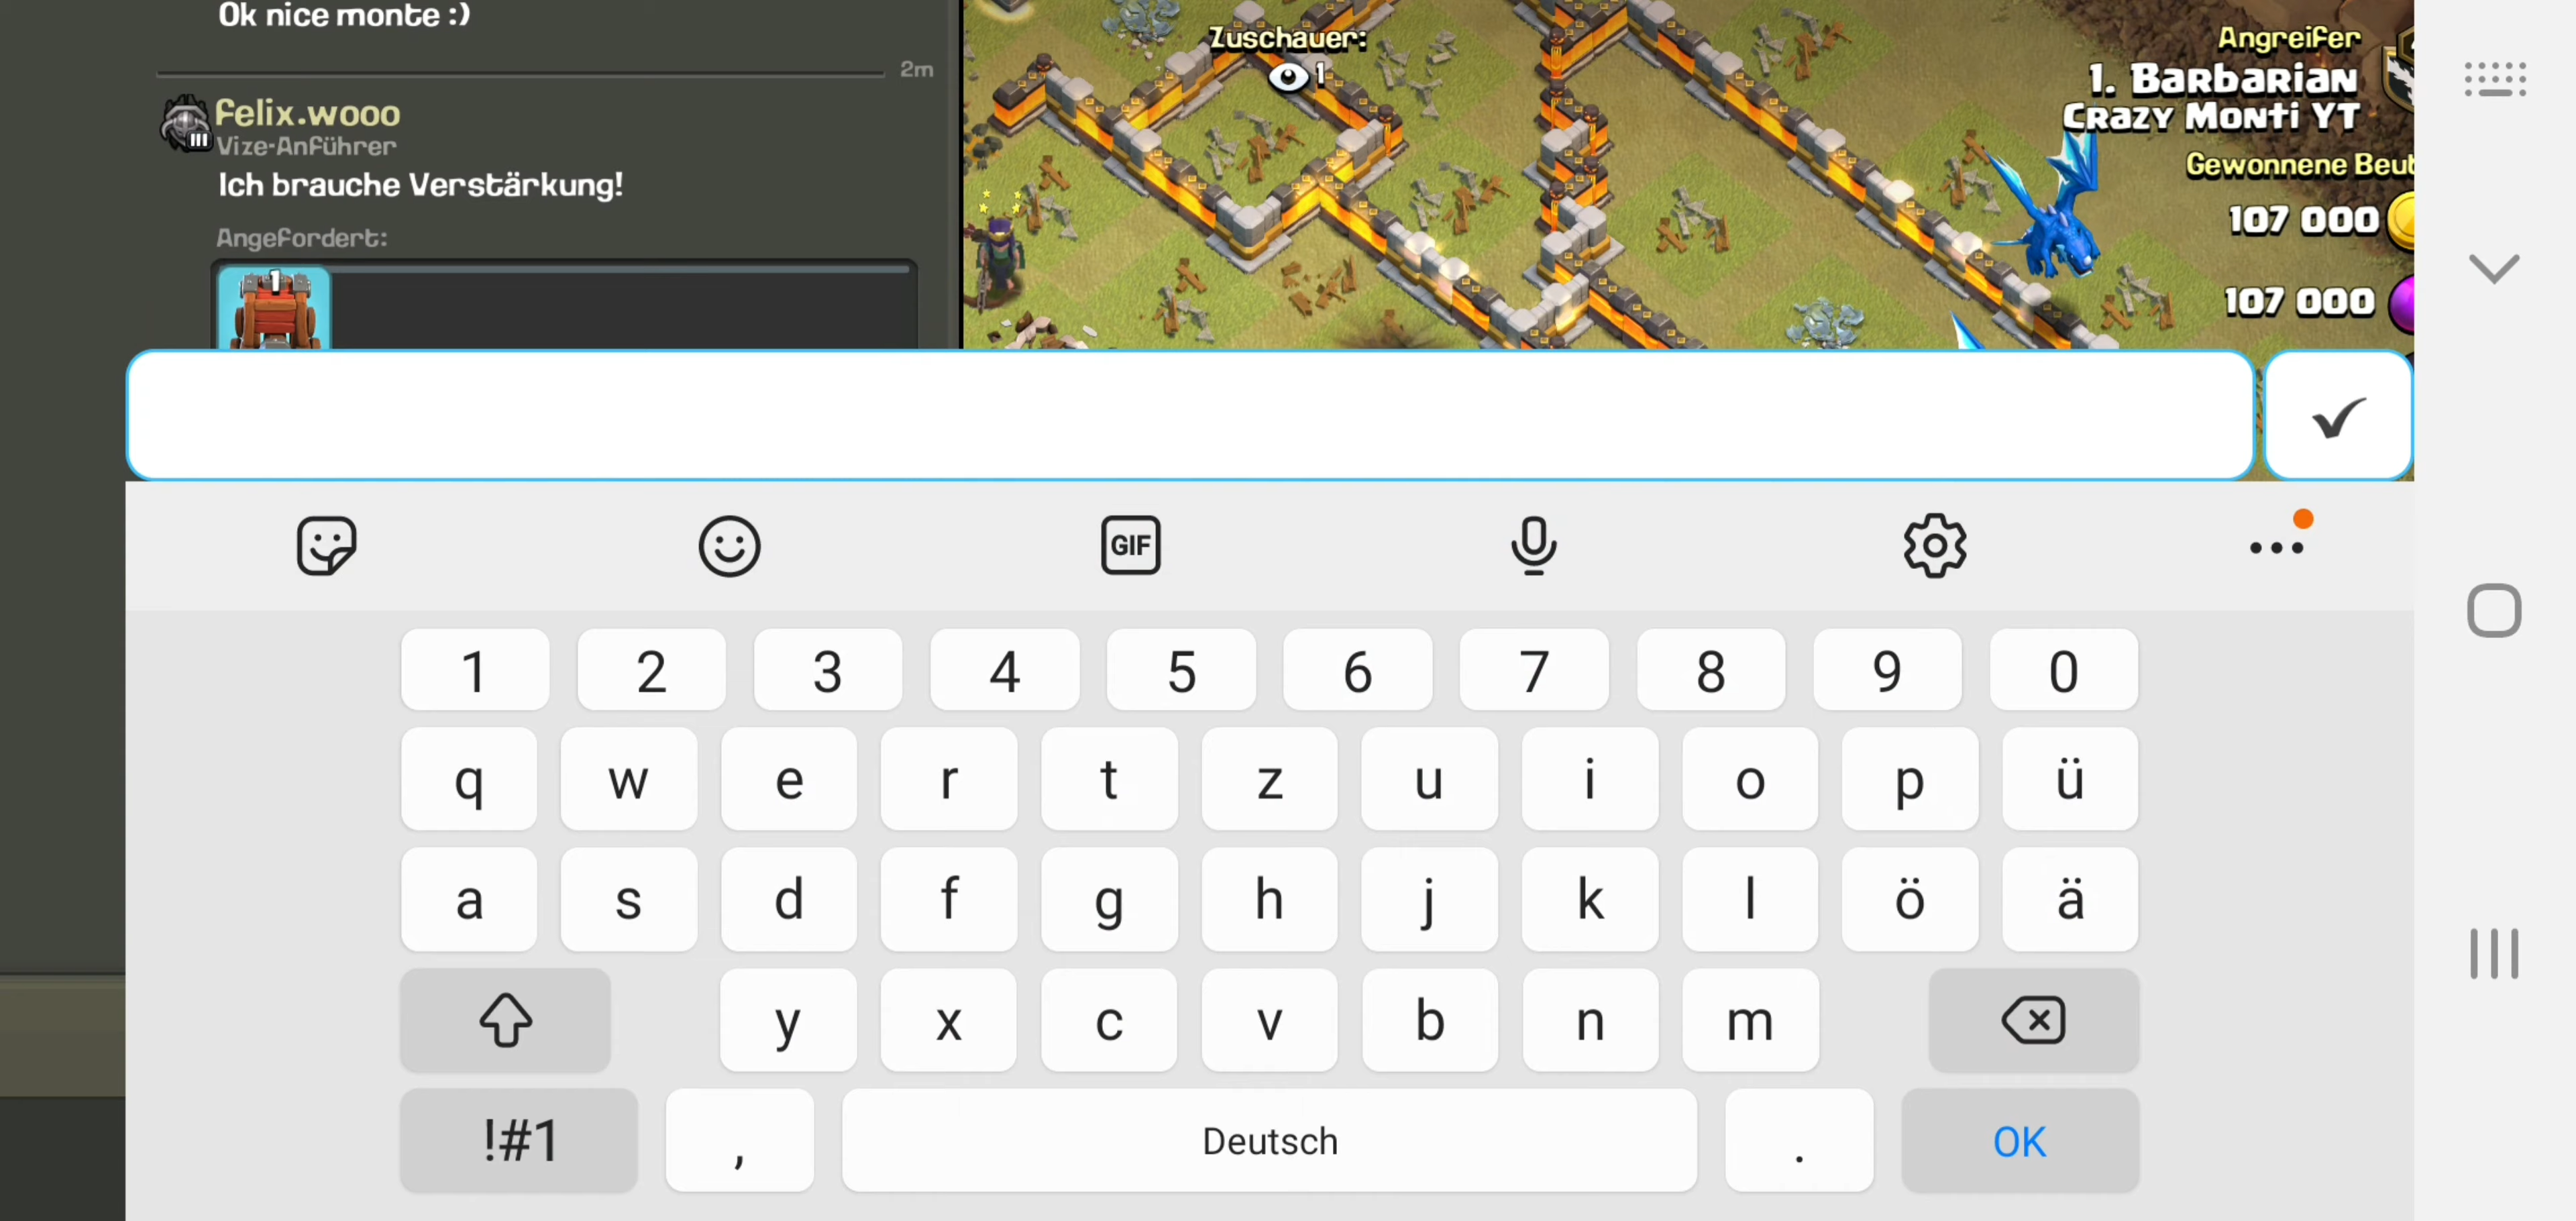 Ok nice monte :)
2m
felix.wooo
Vize-Anführer
Ich brauche Verstärkung!
Angefordert:
1
Zuschauer:
1
Angreifer
1. Barbarian
Crazy Monti YT
Gewonnene Beut
107 000
107 000
GIF
1 2 3 4 5 6 7 8 9 0
q w e r t z u i o p ü
a s d f g h j k l ö ä
y x c v b n m
!#1 , Deutsch . OK